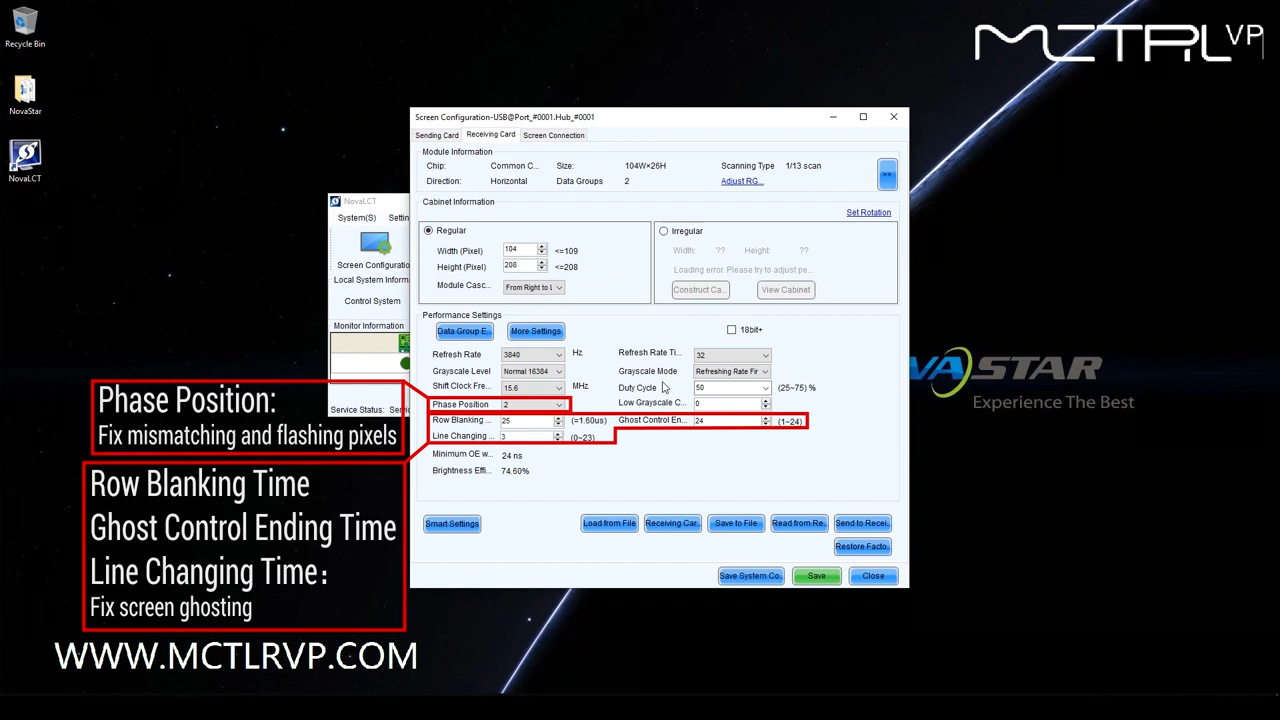 Recycle Bin
NovaStar
NovaLCT
MCTRL VP
Screen Configuration-USB@Port_#0001.Hub_#0001
Sending Card Receiving Card Screen Connection
Module Information
Chip: Common C... Size: 104W×26H Scanning Type 1/13 scan
Direction: Horizontal Data Groups 2 Adjust RG...
>>
Cabinet Information
Set Rotation
Regular
Width (Pixel) 104 <=109
Height (Pixel) 208 <=208
Module Casc... From Right to L
Irregular
Width: ?? Height: ??
Loading error. Please try to adjust pe...
Construct Ca... View Cabinet
Performance Settings
Data Group E... More Settings 18bit+
Refresh Rate 3840 Hz Refresh Rate Ti... 32
Grayscale Level Normal 16384 Grayscale Mode Refreshing Rate Fir
Shift Clock Fre... 15.6 MHz Duty Cycle 50 (25~75) %
Phase Position 2 Low Grayscale C... 0
Row Blanking ... 25 (=1.60us) Ghost Control En... 24 (1~24)
Line Changing ... 3 (0~23)
Minimum OE w... 24 ns
Brightness Effi... 74.60%
Smart Settings Load from File Receiving Car... Save to File Read from Re... Send to Recei...
Restore Facto...
Save System Co... Save Close
NovaLCT
System(S) Settin
Screen Configuratio
Local System Inform
Control System
Monitor Information
Service Status: Servi
Phase Position:
Fix mismatching and flashing pixels
Row Blanking Time
Ghost Control Ending Time
Line Changing Time:
Fix screen ghosting
WWW.MCTLRVP.COM
VASTAR
Experience The Best